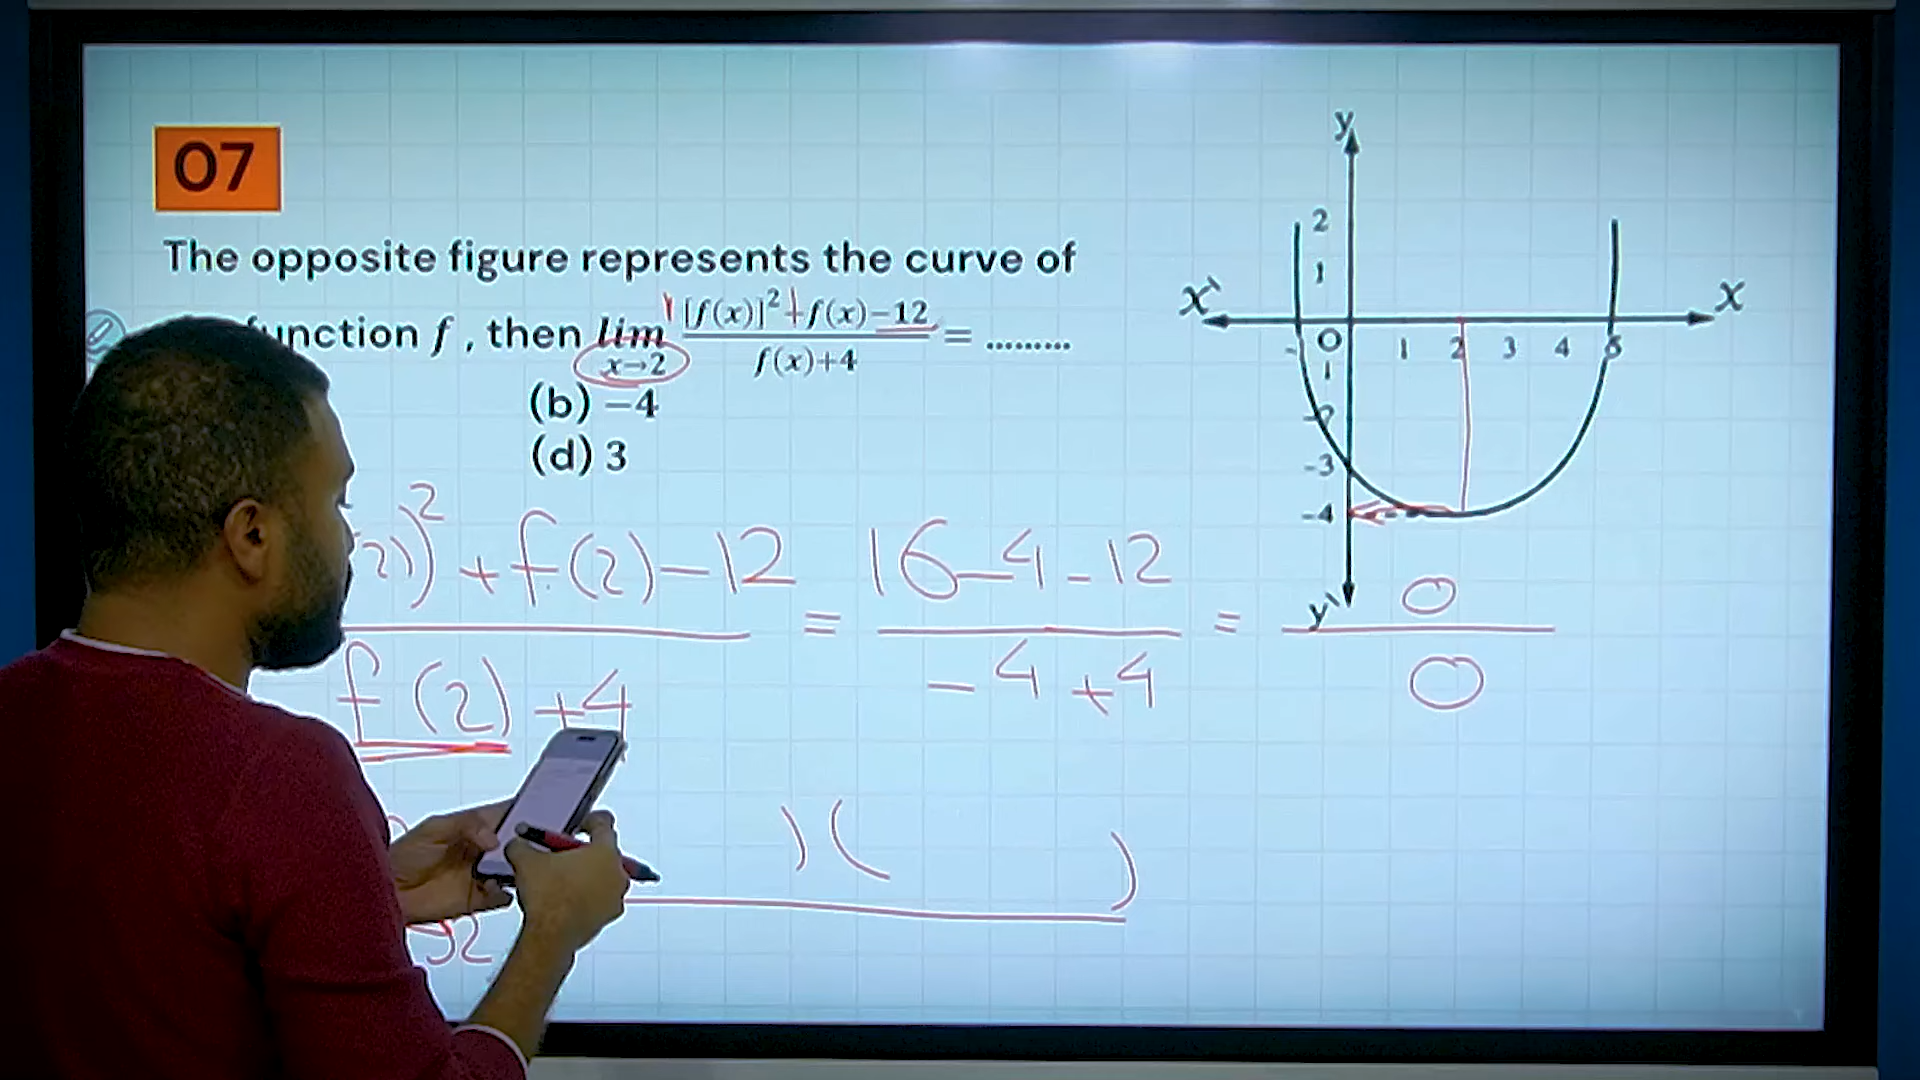 07
The opposite figure represents the curve of
function f , then lim x→2 [f(x)]²+f(x)−12 / f(x)+4 = .........
(b) −4
(d) 3
2))² + f(2) − 12 / f(2) + 4 = 16 − 4 − 12 / −4 + 4 = 0 / 0
)( )
y
2
1
x` x
O 1 2 3 4 5
-3
-4
y`